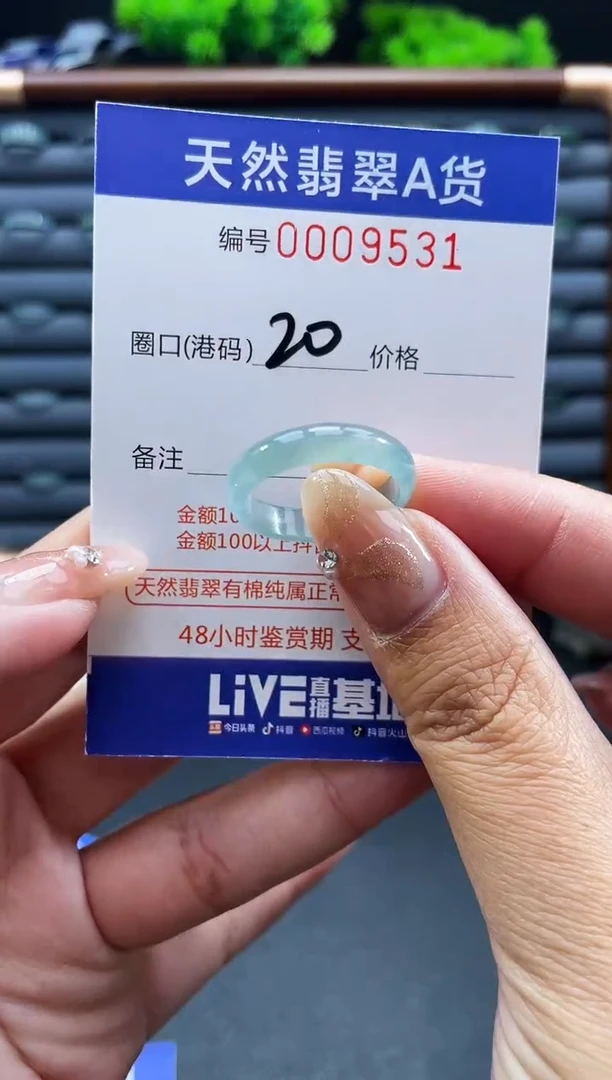 天然翡翠A货
编号0009531
圈口(港码) 20 价格
备注
金额10
金额100以上抖
天然翡翠有棉纯属正常
48小时鉴赏期 支
LiVE直播基地
今日头条 抖音 西瓜视频 抖音火山